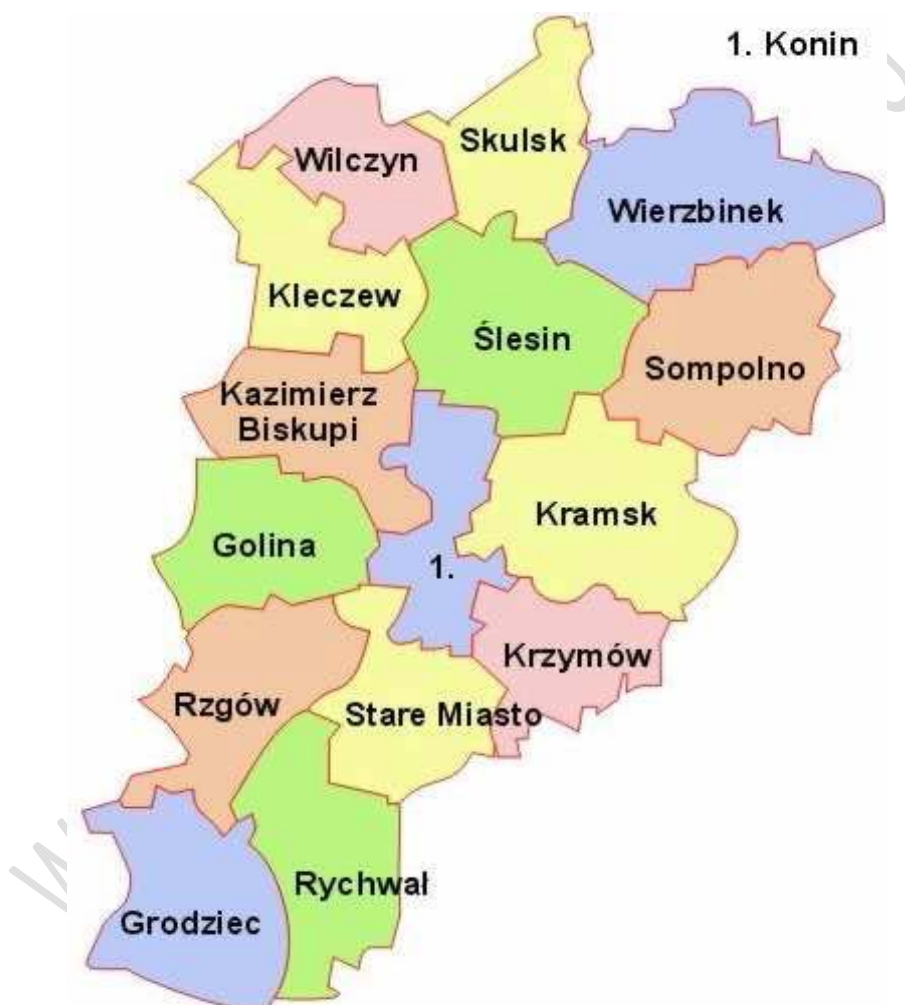 1. Konin
Skulsk
Wilczyn
Wierzbinek
Kleczew
Ślesin
Sompolno
Kazimierz
Biskupi
Kramsk
Golina
1.
Krzymów
Rzgów
Stare Miasto
Rychwał
Grodziec